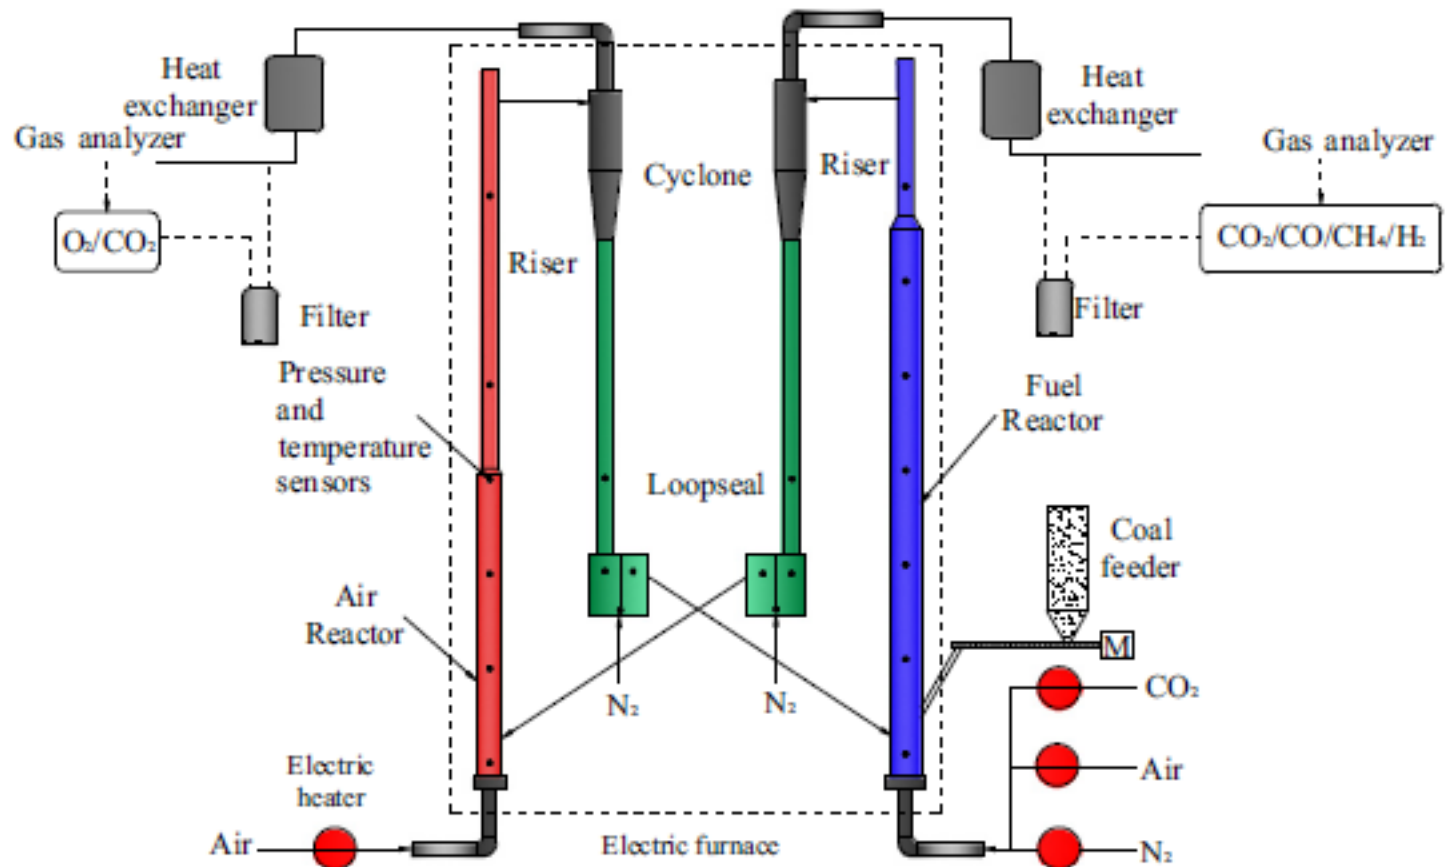 Heat
exchanger
Gas analyzer
O₂/CO₂
Filter
Pressure
and
temperature
sensors
Air
Reactor
Electric
heater
Air
Riser
Cyclone
Loopseal
N₂
N₂
Electric furnace
Riser
Heat
exchanger
Gas analyzer
CO₂/CO/CH₄/H₂
Filter
Fuel
Reactor
Coal
feeder
M
CO₂
Air
N₂